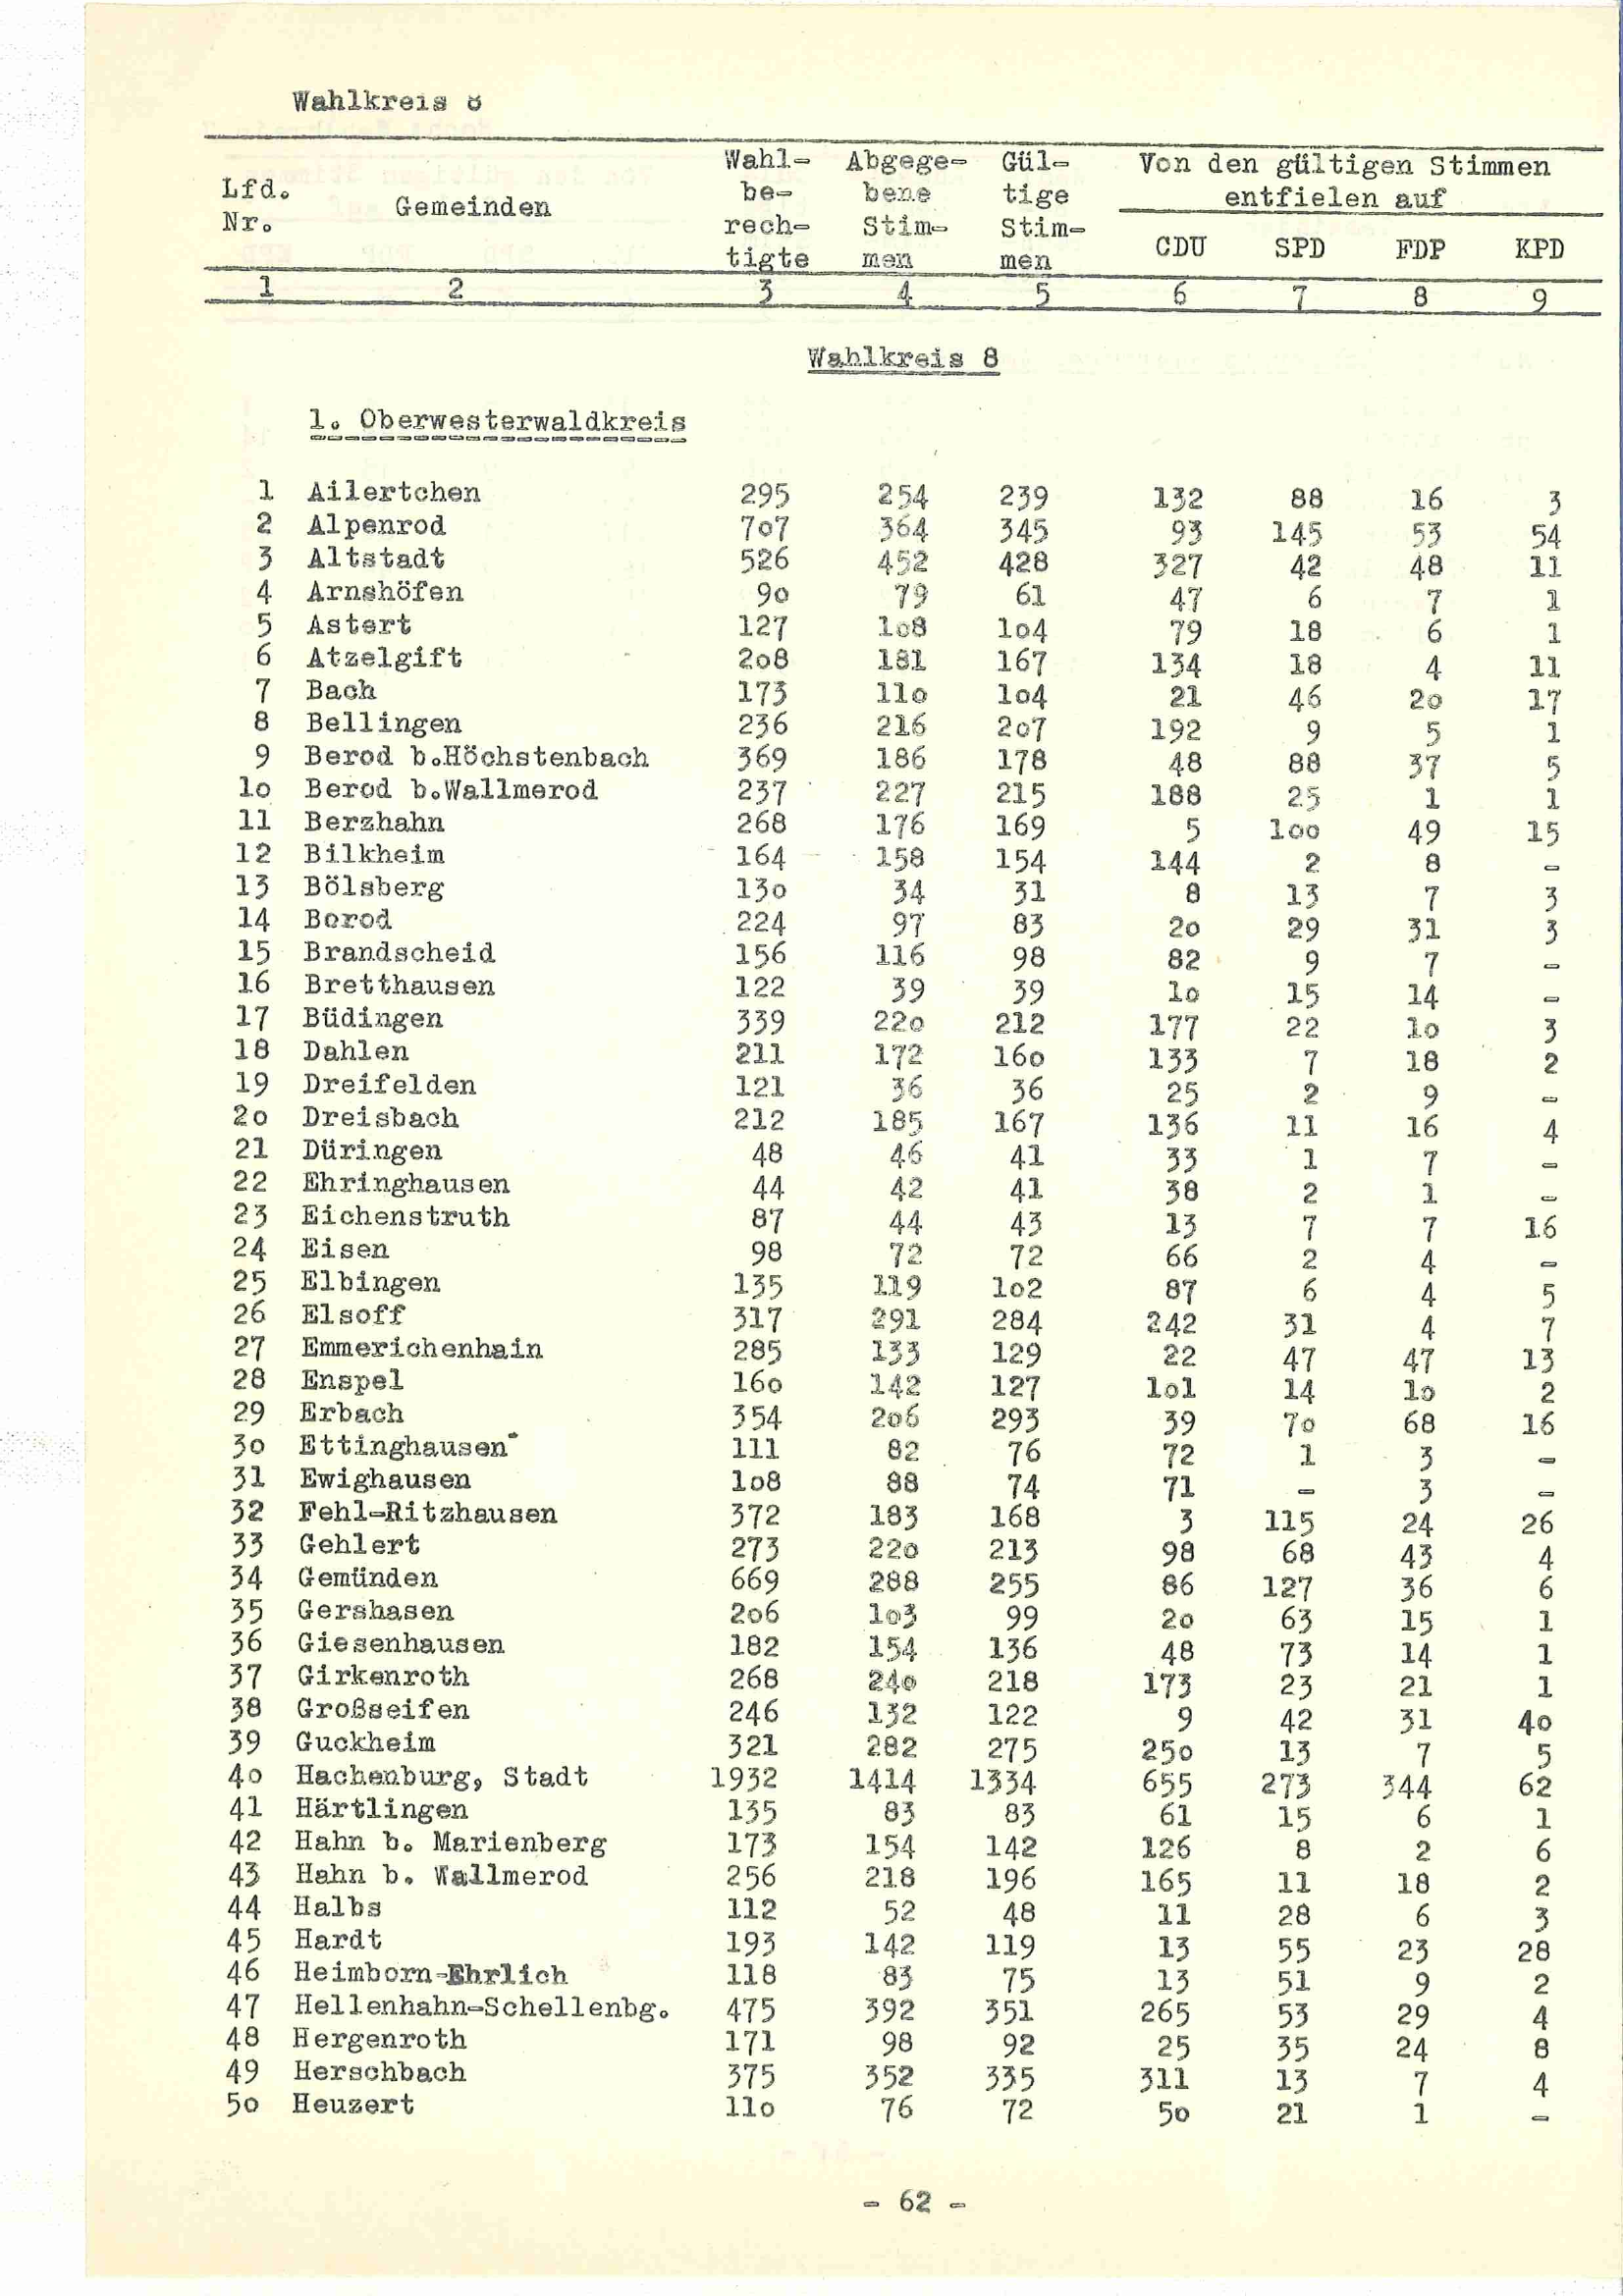 Wahlkreis 8
Wahl- Abgege- Gül- Von den gültigen Stimmen
Lfd. be- bene tige entfielen auf
Gemeinden
Nr. rech- Stim- Stim-
CDU SPD FDP KPD
tigte men men
1 2 3 4 5 6 7 8 9
Wahlkreis 8
1. Oberwesterwaldkreis
1 Ailertchen 295 254 239 132 88 16 3
2 Alpenrod 7o7 364 345 93 145 53 54
3 Altstadt 526 452 428 327 42 48 11
4 Arnshöfen 9o 79 61 47 6 7 1
5 Astert 127 1o8 1o4 79 18 6 1
6 Atzelgift 2o8 181 167 134 18 4 11
7 Bach 173 11o 1o4 21 46 2o 17
8 Bellingen 236 216 2o7 192 9 5 1
9 Berod b.Höchstenbach 369 186 178 48 88 37 5
1o Berod b.Wallmerod 237 227 215 188 25 1 1
11 Berzhahn 268 176 169 5 1oo 49 15
12 Bilkheim 164 158 154 144 2 8 -
13 Bölsberg 13o 34 31 8 13 7 3
14 Borod 224 97 83 2o 29 31 3
15 Brandscheid 156 116 98 82 9 7 -
16 Bretthausen 122 39 39 1o 15 14 -
17 Büdingen 339 22o 212 177 22 1o 3
18 Dahlen 211 172 16o 133 7 18 2
19 Dreifelden 121 36 36 25 2 9 -
2o Dreisbach 212 185 167 136 11 16 4
21 Düringen 48 46 41 33 1 7 -
22 Ehringhausen 44 42 41 38 2 1 -
23 Eichenstruth 87 44 43 13 7 7 16
24 Eisen 98 72 72 66 2 4 -
25 Elbingen 135 119 1o2 87 6 4 5
26 Elsoff 317 291 284 242 31 4 7
27 Emmerichenhain 285 133 129 22 47 47 13
28 Enspel 16o 142 127 1o1 14 1o 2
29 Erbach 354 2o6 293 39 7o 68 16
3o Ettinghausen 111 82 76 72 1 3 -
31 Ewighausen 1o8 88 74 71 - 3 -
32 Fehl-Ritzhausen 372 183 168 3 115 24 26
33 Gehlert 273 22o 213 98 68 43 4
34 Gemünden 669 288 255 86 127 36 6
35 Gershasen 2o6 1o3 99 2o 63 15 1
36 Giesenhausen 182 154 136 48 73 14 1
37 Girkenroth 268 24o 218 173 23 21 1
38 Großseifen 246 132 122 9 42 31 4o
39 Guckheim 321 282 275 25o 13 7 5
4o Hachenburg, Stadt 1932 1414 1334 655 273 344 62
41 Härtlingen 135 83 83 61 15 6 1
42 Hahn b. Marienberg 173 154 142 126 8 2 6
43 Hahn b. Wallmerod 256 218 196 165 11 18 2
44 Halbs 112 52 48 11 28 6 3
45 Hardt 193 142 119 13 55 23 28
46 Heimborn-Ehrlich 118 83 75 13 51 9 2
47 Hellenhahn-Schellenbg. 475 392 351 265 53 29 4
48 Hergenroth 171 98 92 25 35 24 8
49 Herschbach 375 352 335 311 13 7 4
5o Heuzert 11o 76 72 5o 21 1 -
- 62 -